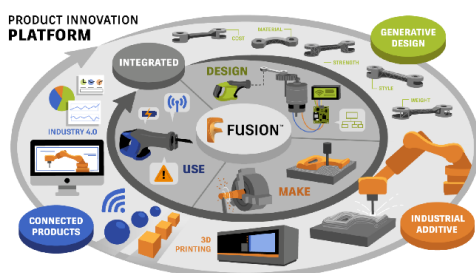 PRODUCT INNOVATION
PLATFORM
COST
MATERIAL
GENERATIVE
DESIGN
INTEGRATED
DESIGN
STRENGTH
STYLE
WEIGHT
INDUSTRY 4.0
F FUSION™
USE
MAKE
CONNECTED
PRODUCTS
3D
PRINTING
INDUSTRIAL
ADDITIVE